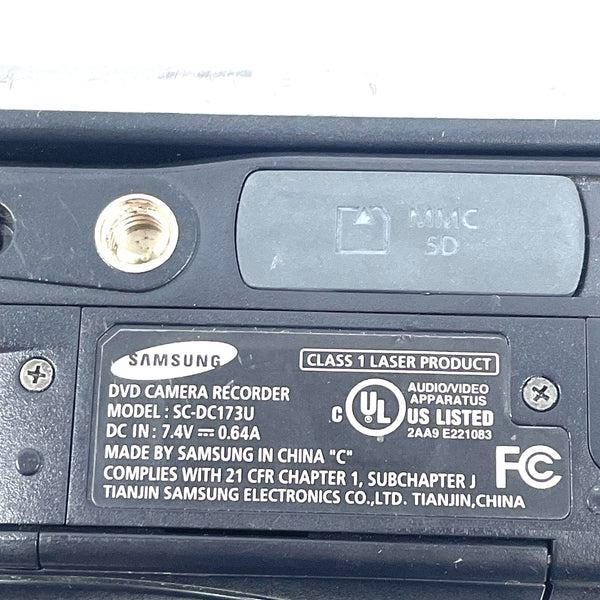 MMC
SD
SAMSUNG
CLASS 1 LASER PRODUCT
DVD CAMERA RECORDER
MODEL : SC-DC173U
DC IN : 7.4V ⎓ 0.64A
C UL US LISTED
AUDIO/VIDEO
APPARATUS
2AA9 E221083
MADE BY SAMSUNG IN CHINA "C"
COMPLIES WITH 21 CFR CHAPTER 1, SUBCHAPTER J
TIANJIN SAMSUNG ELECTRONICS CO.,LTD. TIANJIN,CHINA
FC